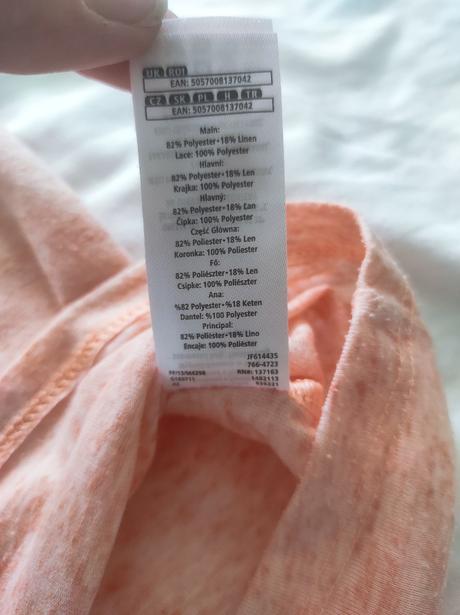 UK ROI
EAN: 5057008137042
CZ SK PL H TR
EAN: 5057008137042
Main:
82% Polyester•18% Linen
Lace: 100% Polyester
Hlavní:
82% Polyester•18% Len
Krajka: 100% Polyester
Hlavný:
82% Polyester•18% Ľan
Čipka: 100% Polyester
Część Główna:
82% Poliester•18% Len
Koronka: 100% Poliester
Fő:
82% Poliészter•18% Len
Csipke: 100% Poliészter
Ana:
%82 Polyester•%18 Keten
Dantel: %100 Polyester
Principal:
82% Poliéster•18% Lino
Encaje: 100% Poliéster
JF614435
766-4723
RN#: 137163